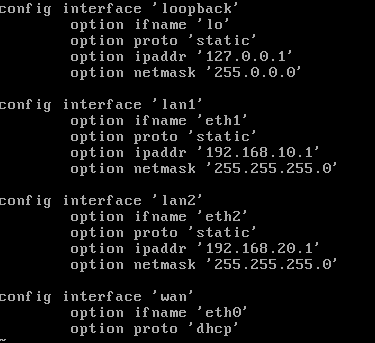 config interface 'loopback'
        option ifname 'lo'
        option proto 'static'
        option ipaddr '127.0.0.1'
        option netmask '255.0.0.0'

config interface 'lan1'
        option ifname 'eth1'
        option proto 'static'
        option ipaddr '192.168.10.1'
        option netmask '255.255.255.0'

config interface 'lan2'
        option ifname 'eth2'
        option proto 'static'
        option ipaddr '192.168.20.1'
        option netmask '255.255.255.0'

config interface 'wan'
        option ifname 'eth0'
        option proto 'dhcp'
~